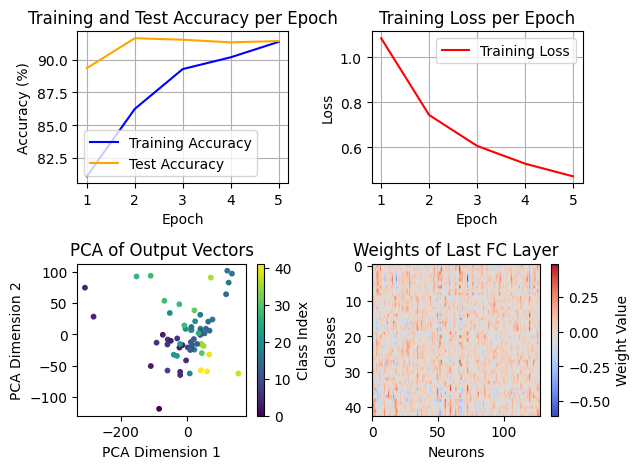 Training and Test Accuracy per Epoch
Accuracy (%)
90.0
87.5
85.0
82.5
Training Accuracy
Test Accuracy
1 2 3 4 5
Epoch
Training Loss per Epoch
Loss
1.0
0.8
0.6
Training Loss
1 2 3 4 5
Epoch
PCA of Output Vectors
PCA Dimension 2
100
50
0
−50
−100
−200 0
PCA Dimension 1
40
30
20
10
0
Class Index
Weights of Last FC Layer
Classes
0
10
20
30
40
0 50 100
Neurons
0.25
0.00
−0.25
−0.50
Weight Value